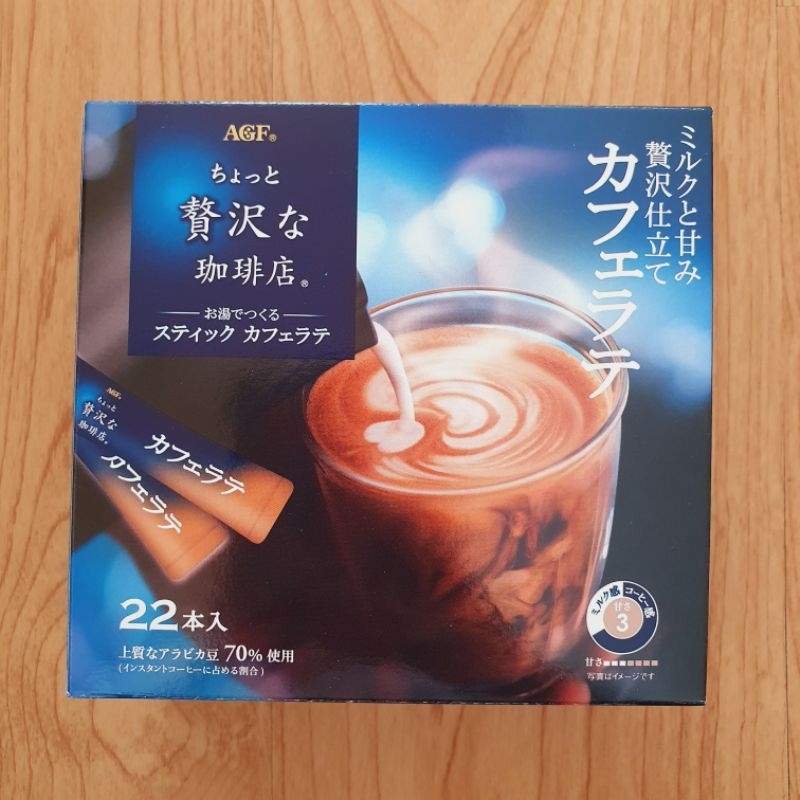 AGF®
ちょっと
贅沢な
珈琲店®
お湯でつくる
スティック カフェラテ
ミルクと甘み
贅沢仕立て
カフェラテ
AGF®
ちょっと
贅沢な
珈琲店®
カフェラテ
カフェラテ
22本入
上質なアラビカ豆 70% 使用
(インスタントコーヒーに占める割合)
ミルク感
コーヒー感
甘さ
3
甘さ
写真はイメージです